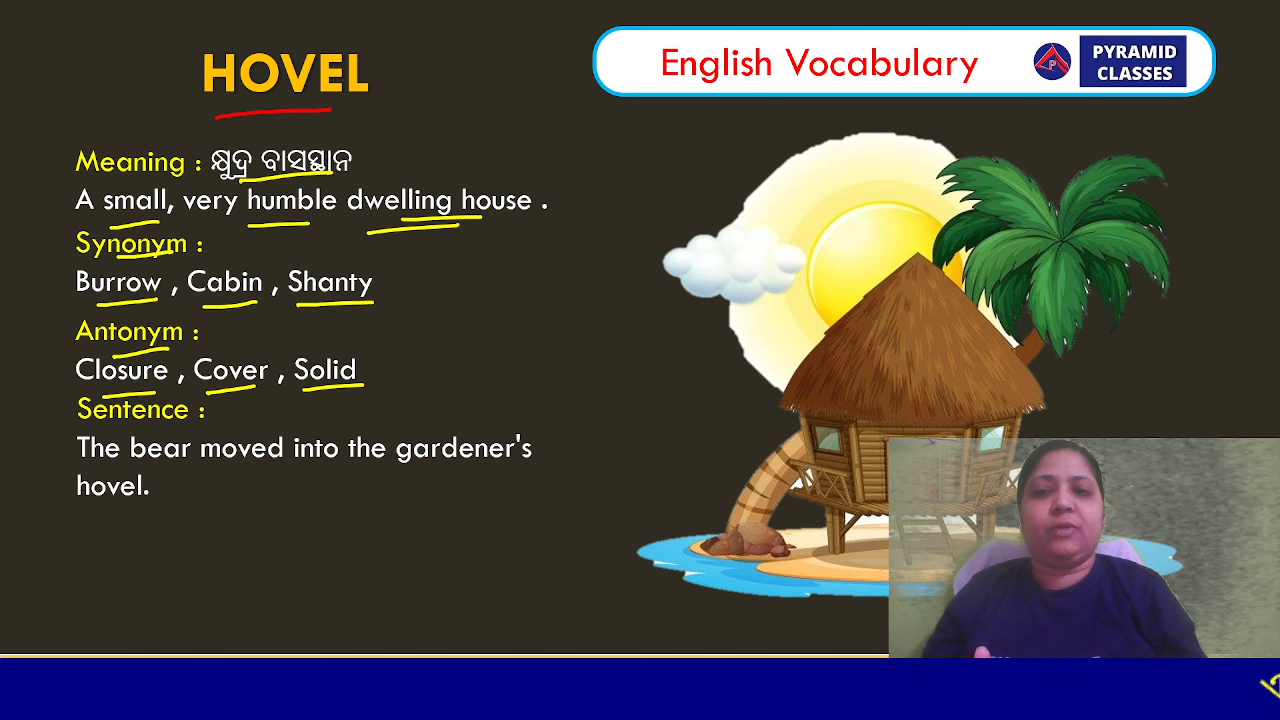 HOVEL
English Vocabulary
PYRAMID
CLASSES
Meaning : କ୍ଷୁଦ୍ର ବାସସ୍ଥାନ
A small, very humble dwelling house .
Synonym :
Burrow , Cabin , Shanty
Antonym :
Closure , Cover , Solid
Sentence :
The bear moved into the gardener's
hovel.